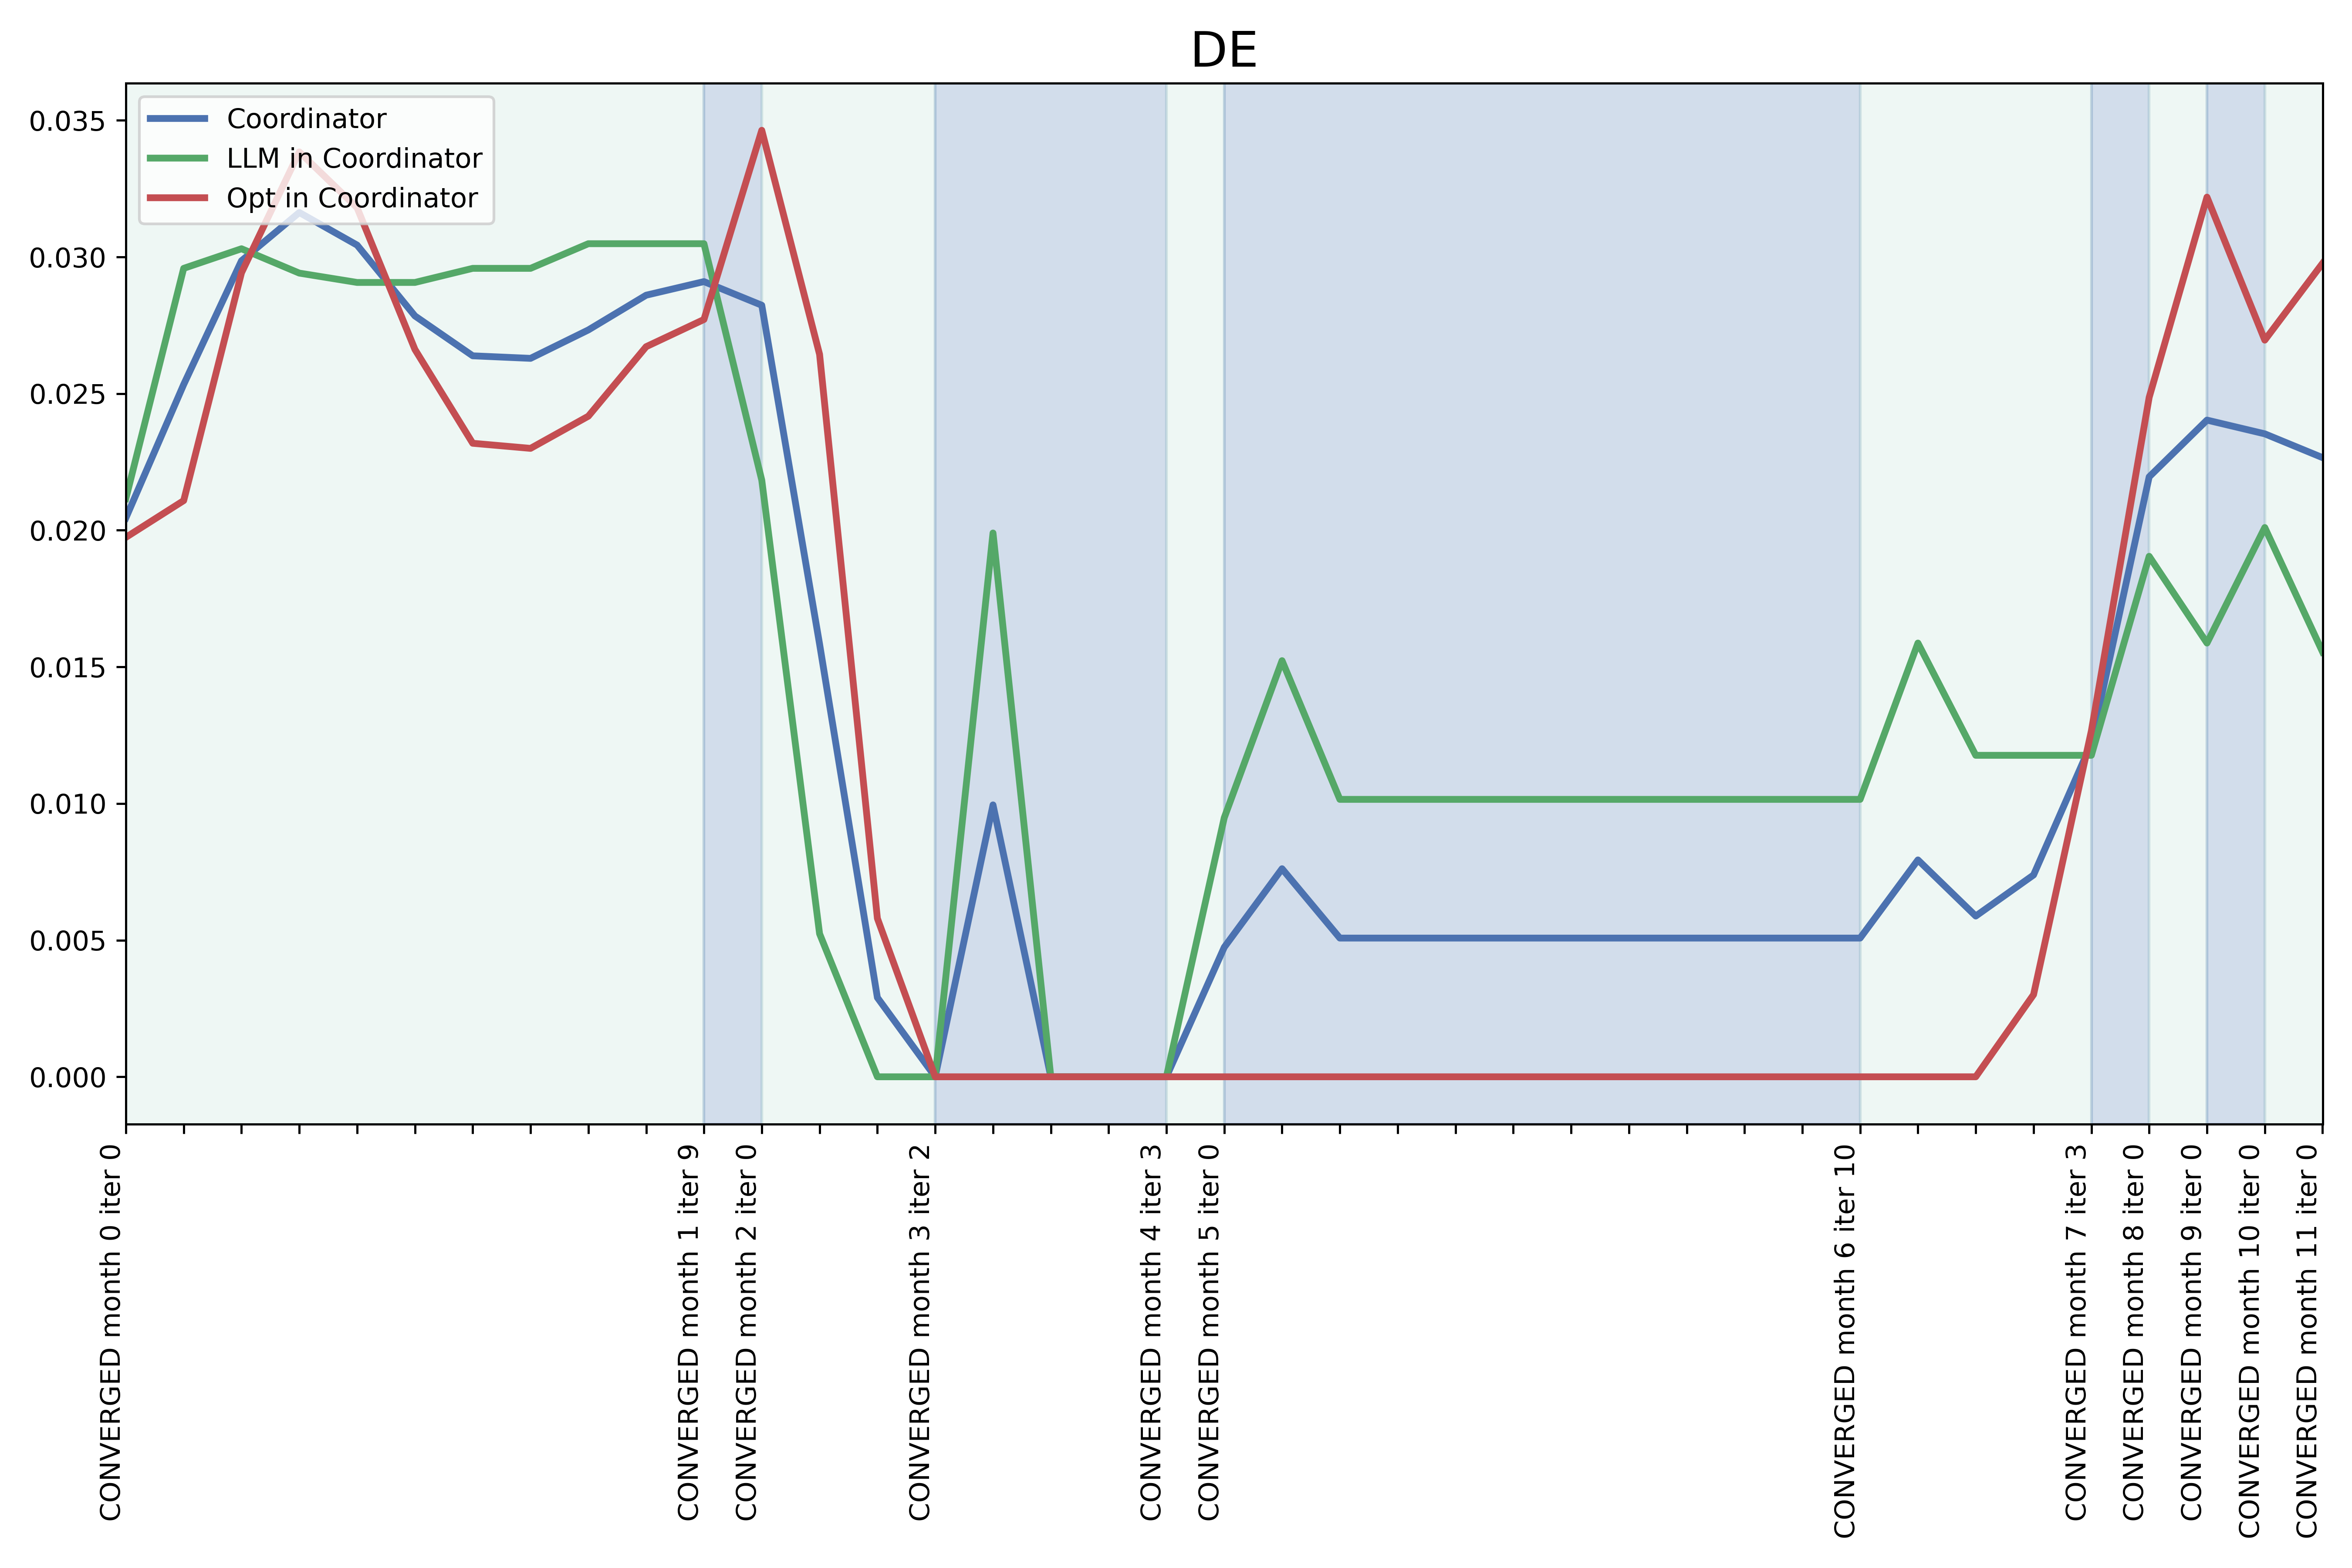 DE
Coordinator
LLM in Coordinator
Opt in Coordinator
0.035
0.030
0.025
0.020
0.015
0.010
0.005
0.000
CONVERGED month 0 iter 0
CONVERGED month 1 iter 9
CONVERGED month 2 iter 0
CONVERGED month 3 iter 2
CONVERGED month 4 iter 3
CONVERGED month 5 iter 0
CONVERGED month 6 iter 10
CONVERGED month 7 iter 3
CONVERGED month 8 iter 0
CONVERGED month 9 iter 0
CONVERGED month 10 iter 0
CONVERGED month 11 iter 0